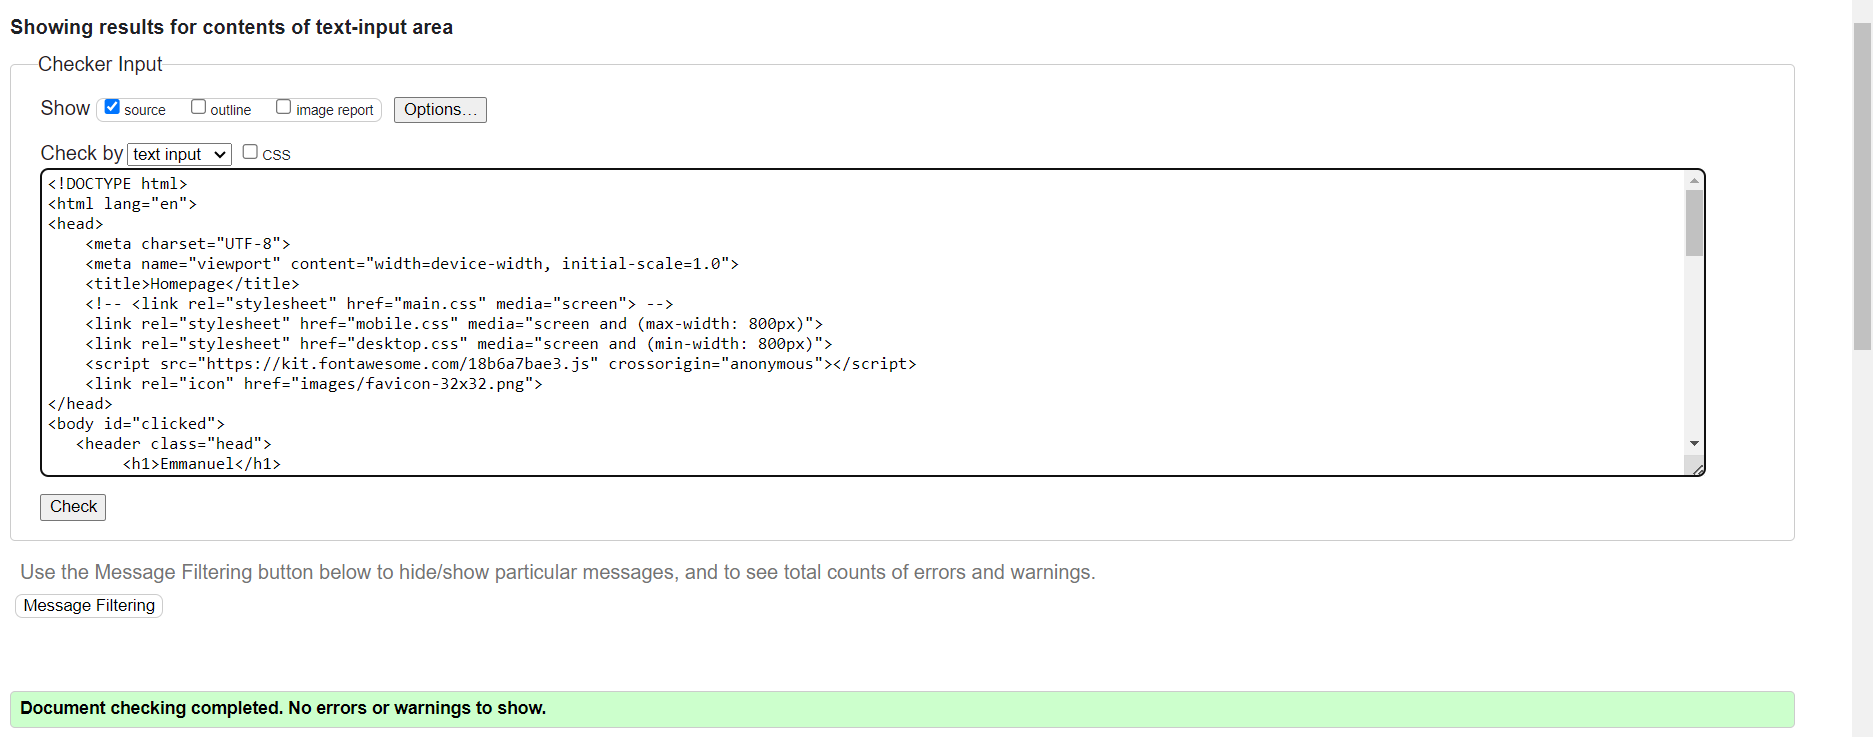 Showing results for contents of text-input area
Checker Input
Show source outline image report Options...
Check by text input CSS
<!DOCTYPE html>
<html lang="en">
<head>
    <meta charset="UTF-8">
    <meta name="viewport" content="width=device-width, initial-scale=1.0">
    <title>Homepage</title>
    <!-- <link rel="stylesheet" href="main.css" media="screen"> -->
    <link rel="stylesheet" href="mobile.css" media="screen and (max-width: 800px)">
    <link rel="stylesheet" href="desktop.css" media="screen and (min-width: 800px)">
    <script src="https://kit.fontawesome.com/18b6a7bae3.js" crossorigin="anonymous"></script>
    <link rel="icon" href="images/favicon-32x32.png">
</head>
<body id="clicked">
   <header class="head">
        <h1>Emmanuel</h1>
Check
Use the Message Filtering button below to hide/show particular messages, and to see total counts of errors and warnings.
Message Filtering
Document checking completed. No errors or warnings to show.